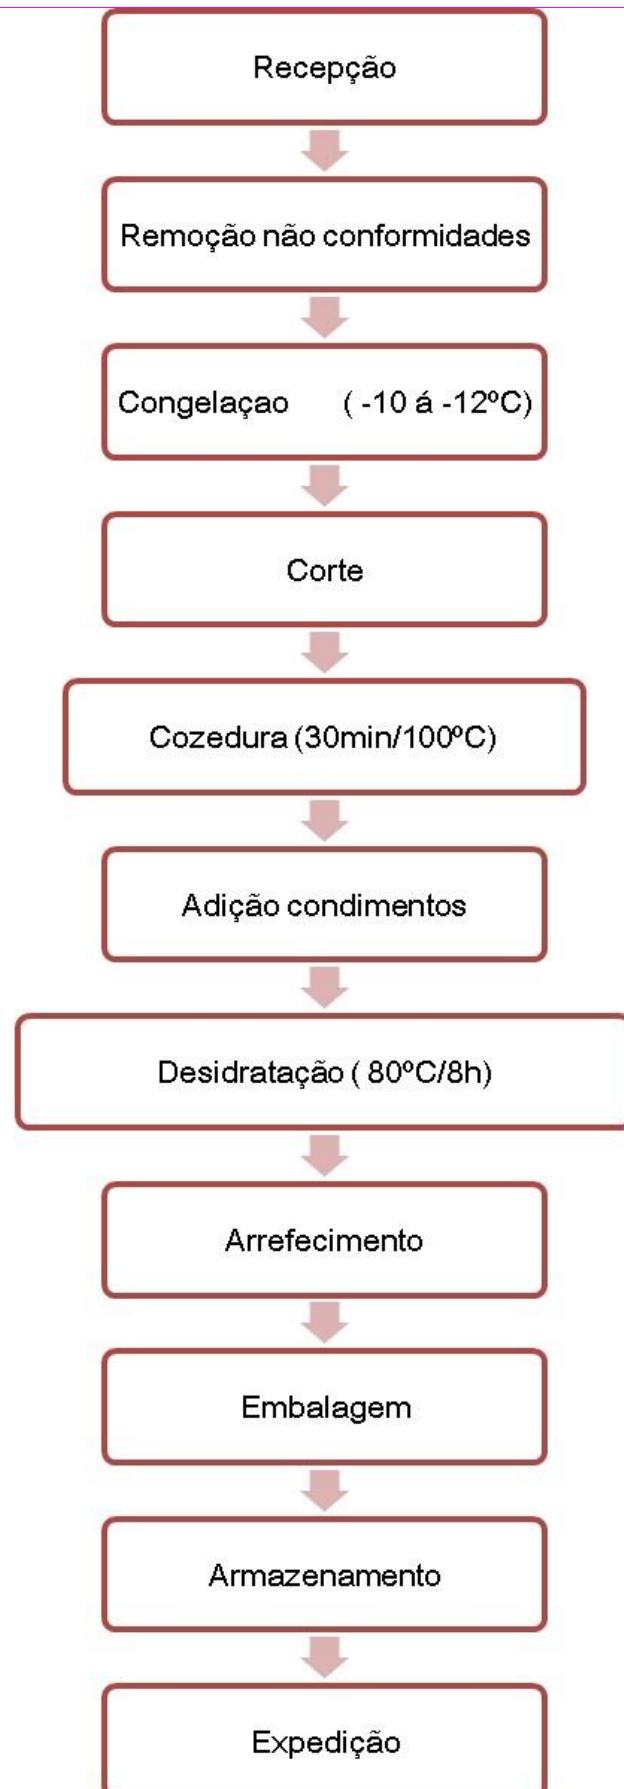 Recepção
Remoção não conformidades
Congelaçao ( -10 á -12ºC)
Corte
Cozedura (30min/100ºC)
Adição condimentos
Desidratação ( 80ºC/8h)
Arrefecimento
Embalagem
Armazenamento
Expedição